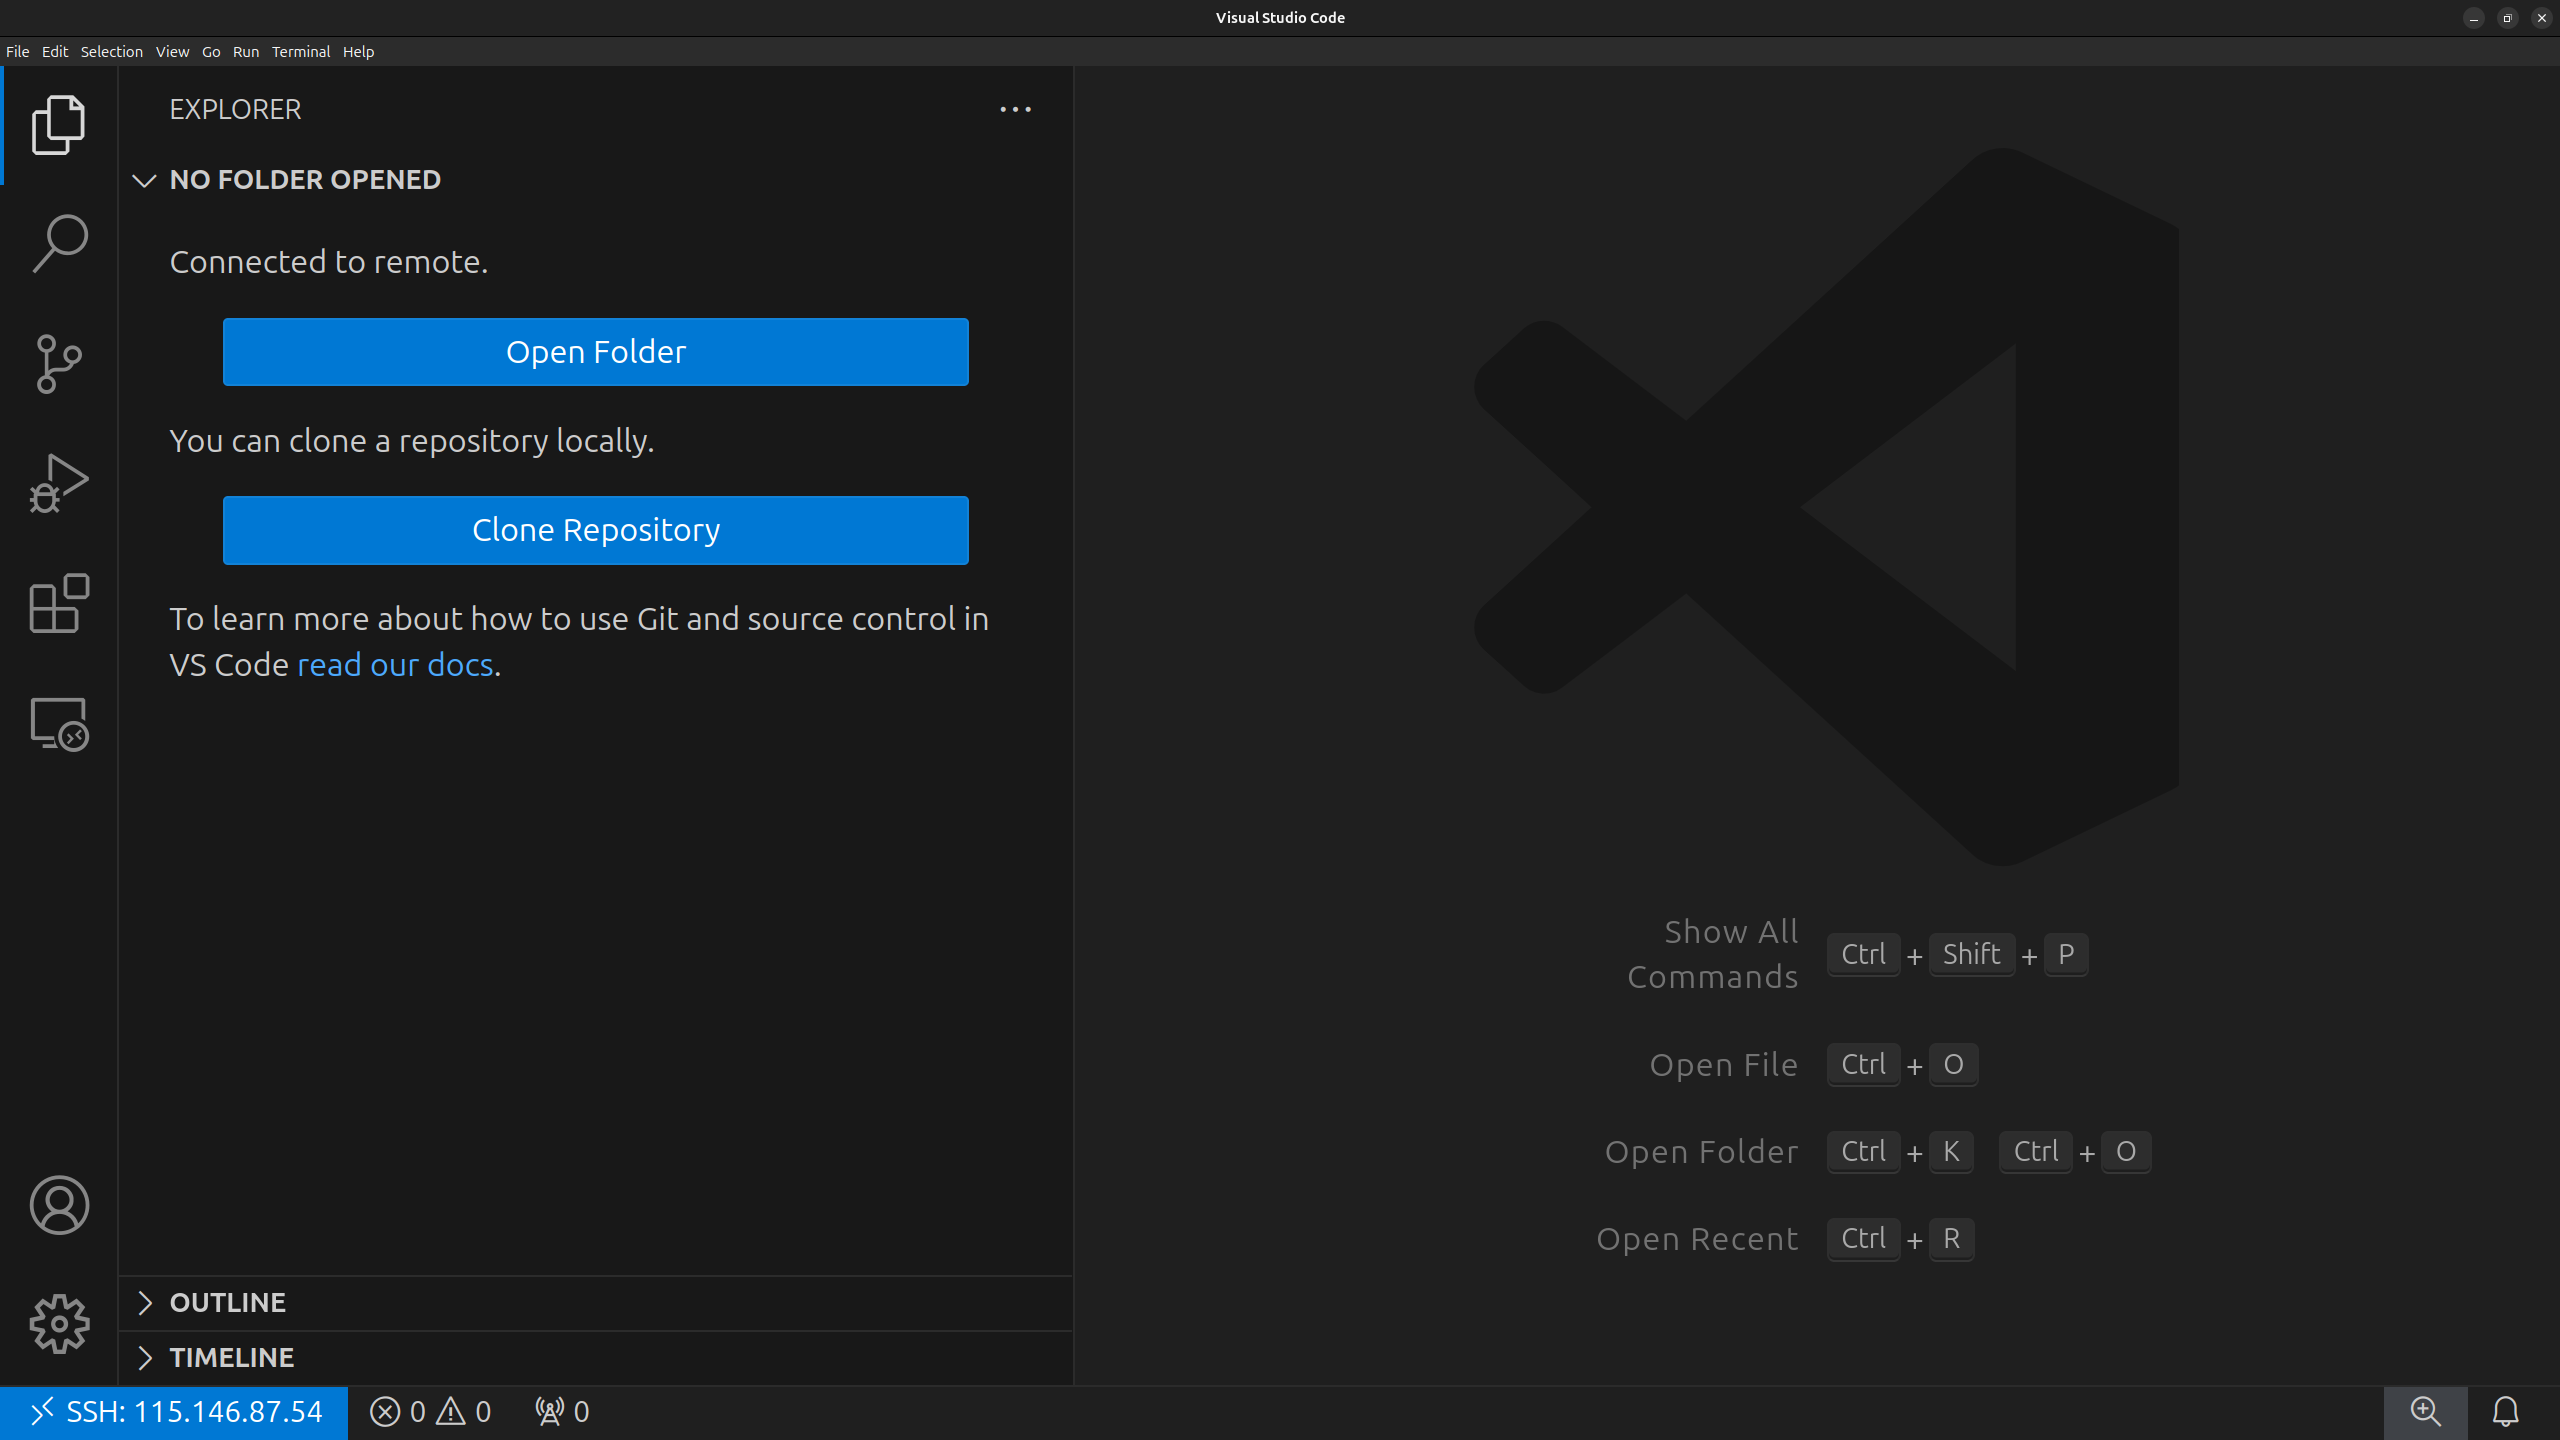 Visual Studio Code
File Edit Selection View Go Run Terminal Help
EXPLORER
NO FOLDER OPENED
Connected to remote.
Open Folder
You can clone a repository locally.
Clone Repository
To learn more about how to use Git and source control in
VS Code read our docs.
Show All
Commands
Ctrl + Shift + P
Open File Ctrl + O
Open Folder Ctrl + K Ctrl + O
Open Recent Ctrl + R
OUTLINE
TIMELINE
SSH: 115.146.87.54 0 0 0